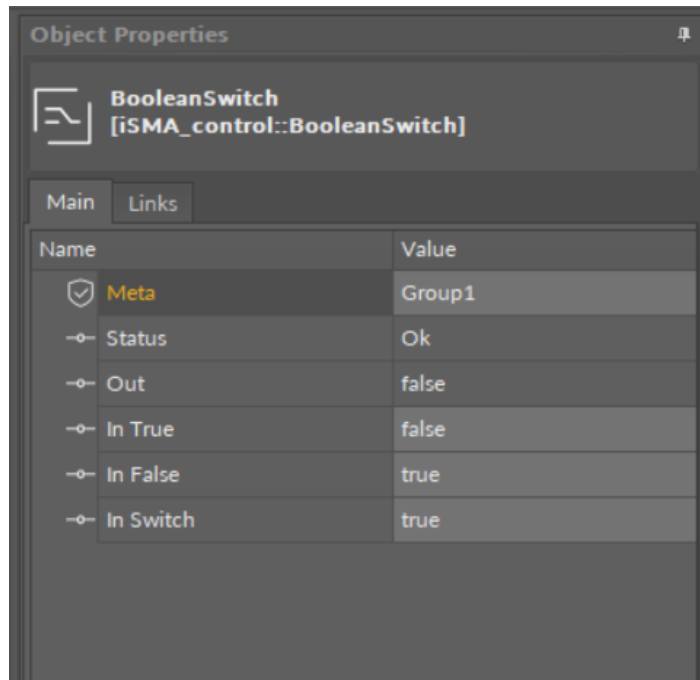 Object Properties
BooleanSwitch
[iSMA_control::BooleanSwitch]
Main Links
Name Value
Meta Group1
Status Ok
Out false
In True false
In False true
In Switch true